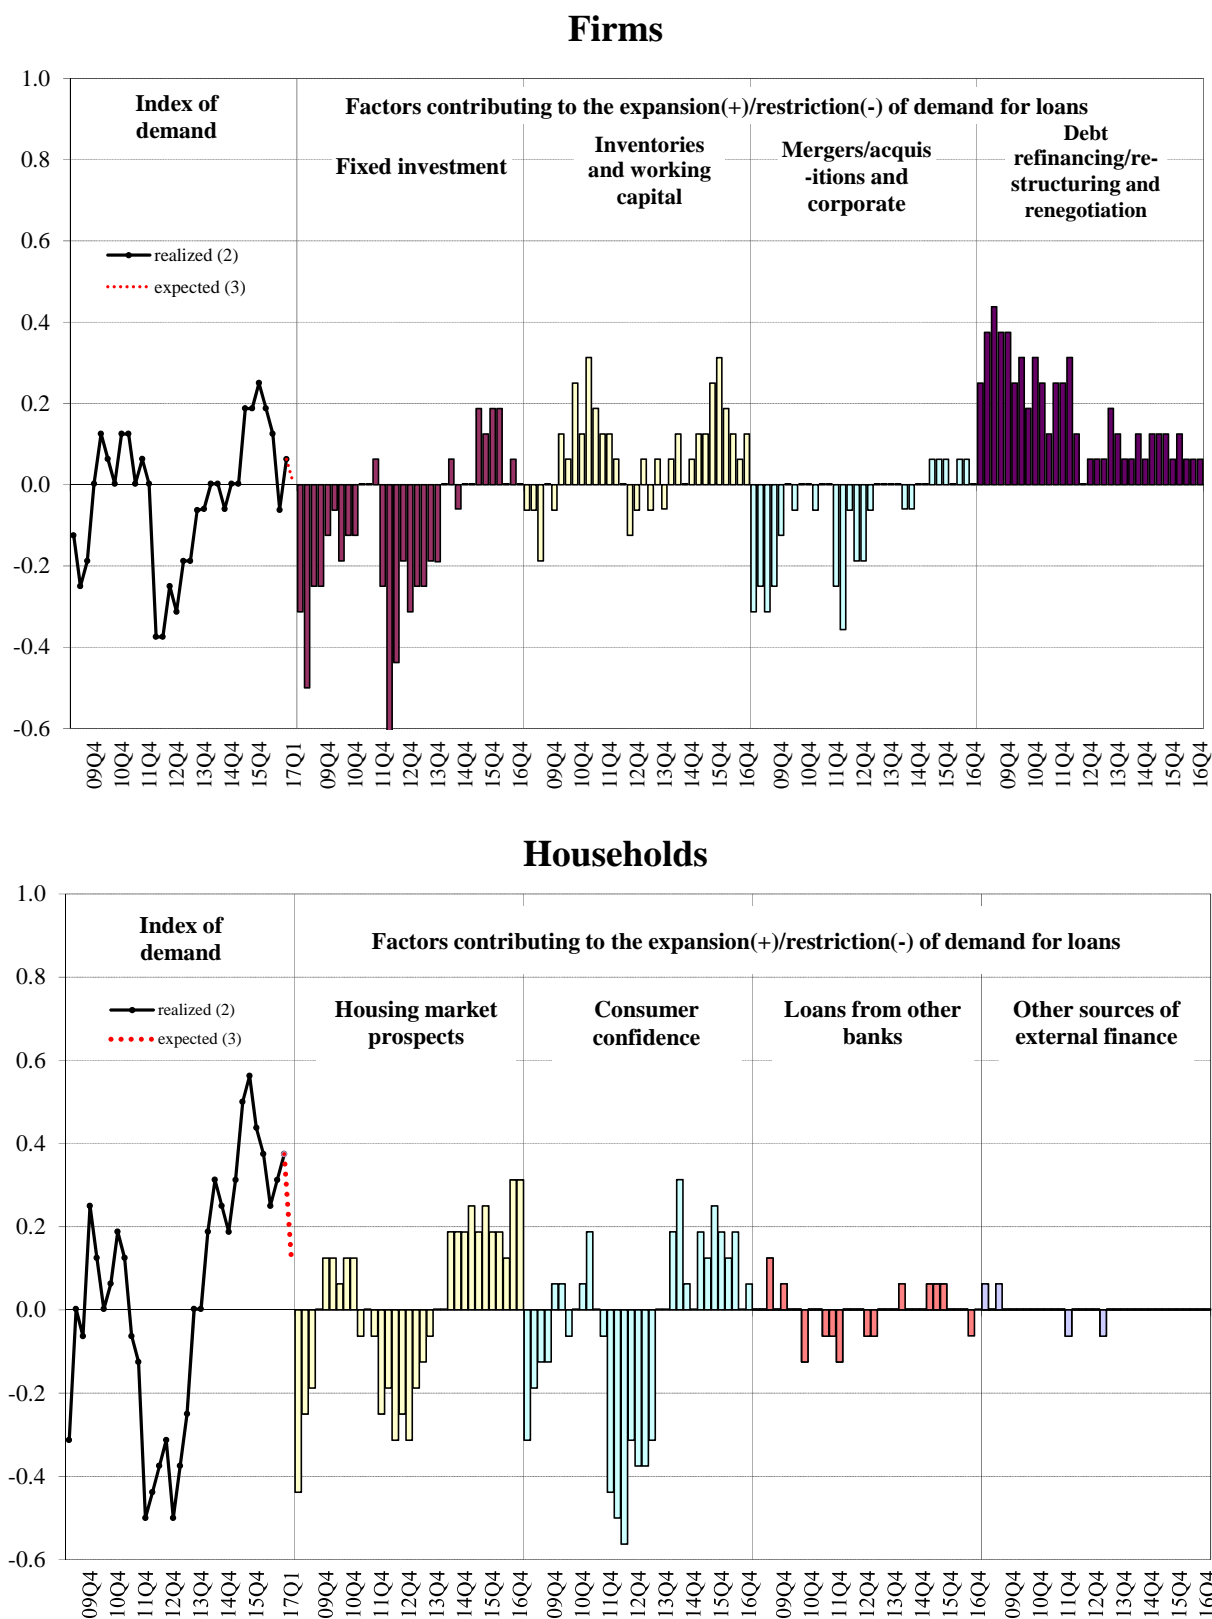 Firms
1.0
0.8
0.6
0.4
0.2
0.0
-0.2
-0.4
-0.6
Index of
demand
Factors contributing to the expansion(+)/restriction(-) of demand for loans
Fixed investment
Inventories
and working
capital
Mergers/acquis
-itions and
corporate
Debt
refinancing/re-
structuring and
renegotiation
realized (2)
expected (3)
09Q4
10Q4
11Q4
12Q4
13Q4
14Q4
15Q4
17Q1
09Q4
10Q4
11Q4
12Q4
13Q4
14Q4
15Q4
16Q4
09Q4
10Q4
11Q4
12Q4
13Q4
14Q4
15Q4
16Q4
09Q4
10Q4
11Q4
12Q4
13Q4
14Q4
15Q4
16Q4
09Q4
10Q4
11Q4
12Q4
13Q4
14Q4
15Q4
16Q4
Households
1.0
0.8
0.6
0.4
0.2
0.0
-0.2
-0.4
-0.6
Index of
demand
Factors contributing to the expansion(+)/restriction(-) of demand for loans
realized (2)
expected (3)
Housing market
prospects
Consumer
confidence
Loans from other
banks
Other sources of
external finance
09Q4
10Q4
11Q4
12Q4
13Q4
14Q4
15Q4
17Q1
09Q4
10Q4
11Q4
12Q4
13Q4
14Q4
15Q4
16Q4
09Q4
10Q4
11Q4
12Q4
13Q4
14Q4
15Q4
16Q4
09Q4
10Q4
11Q4
12Q4
13Q4
14Q4
15Q4
16Q4
09Q4
10Q4
11Q4
12Q4
13Q4
14Q4
15Q4
16Q4